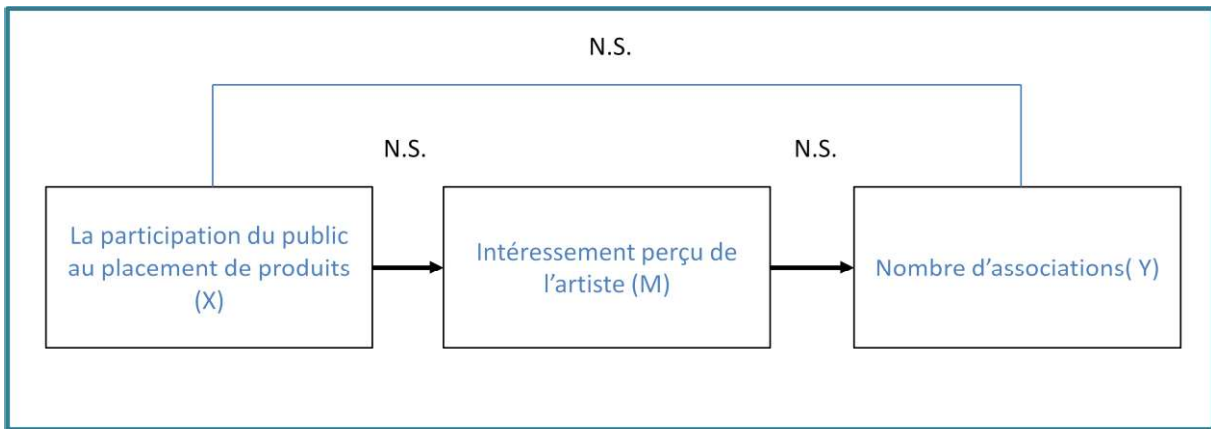 N.S.
N.S.
N.S.
La participation du public
au placement de produits
(X)
Intéressement perçu de
l'artiste (M)
Nombre d'associations( Y)